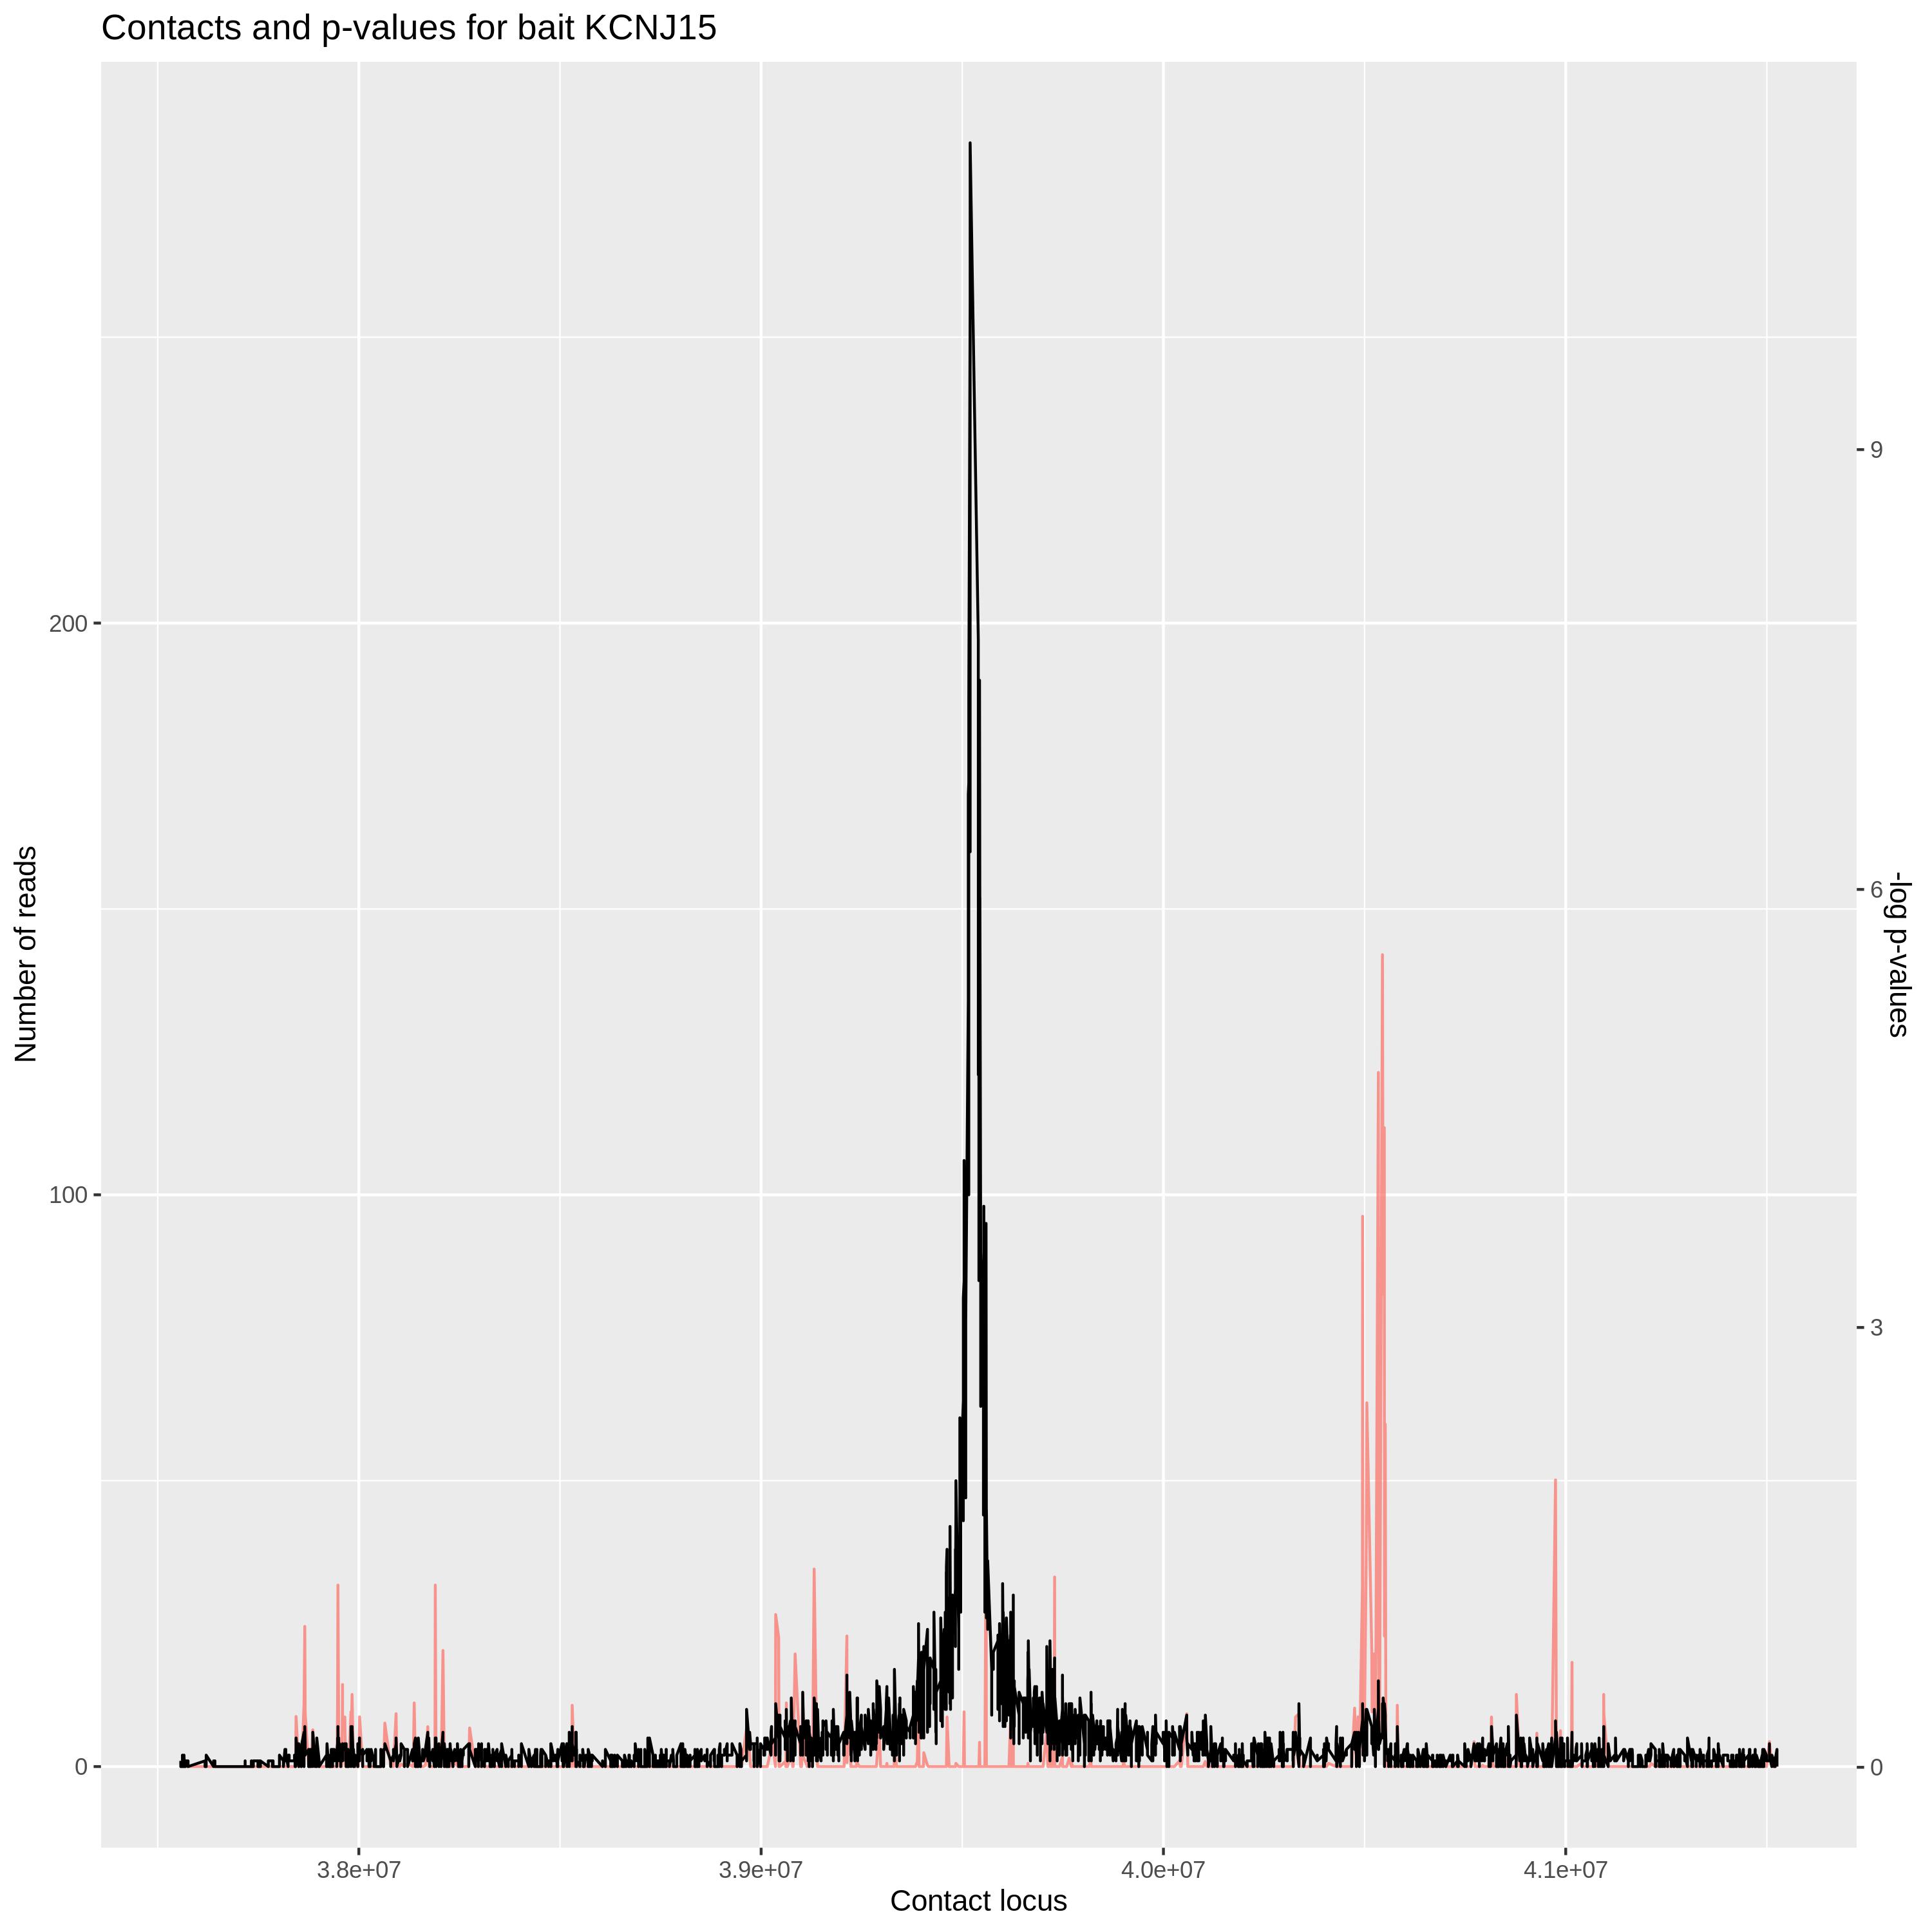 Contacts and p-values for bait KCNJ15
Number of reads
200
100
0
9
6
3
0
-log p-values
3.8e+07
3.9e+07
4.0e+07
4.1e+07
Contact locus